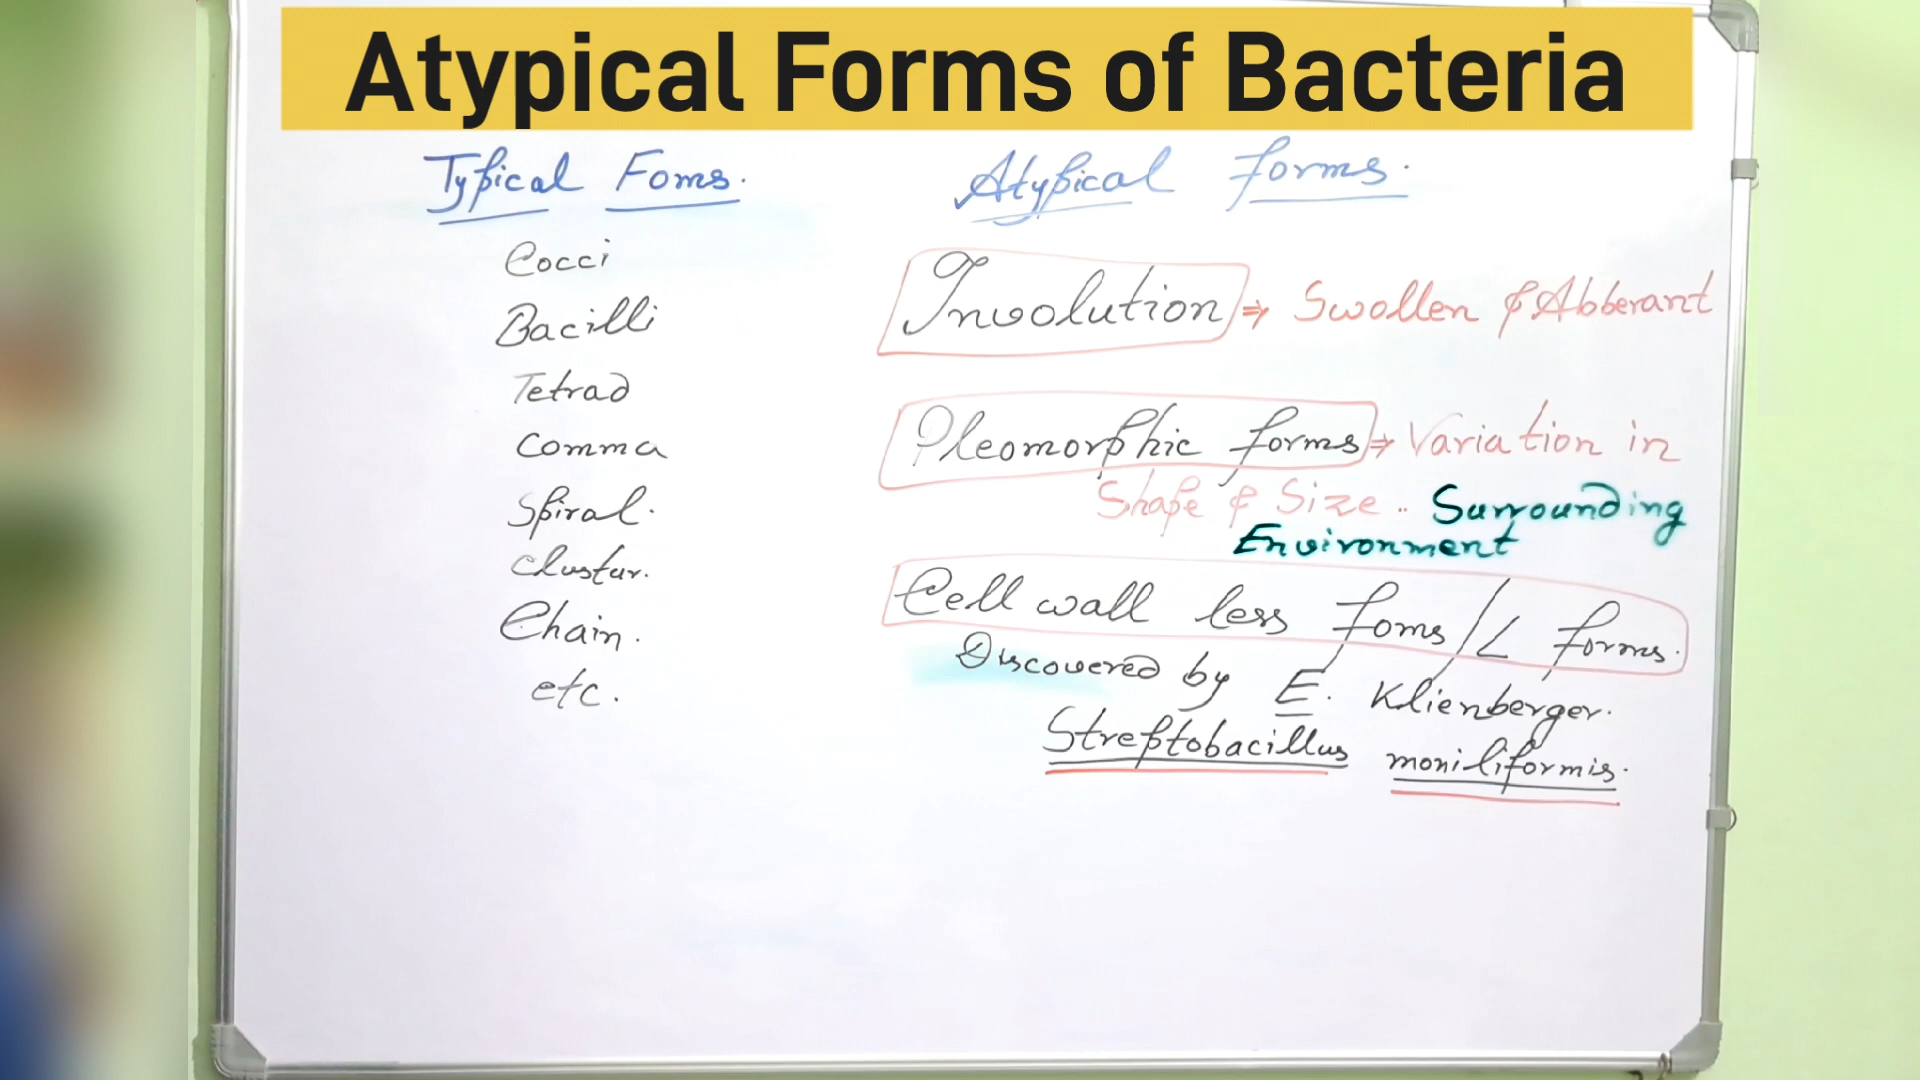 Atypical Forms of Bacteria
Typical Foms.
Cocci
Bacilli
Tetrad
Comma
Spiral.
Clustur.
Chain.
etc.
Atypical forms.
Involution ⇒ Swollen & Abberant
Pleomorphic forms ⇒ Variation in
Shape & Size .. Surrounding
Environment
Cell wall less foms / L forms.
Discovered by E. Klienberger.
Streptobacillus moniliformis.